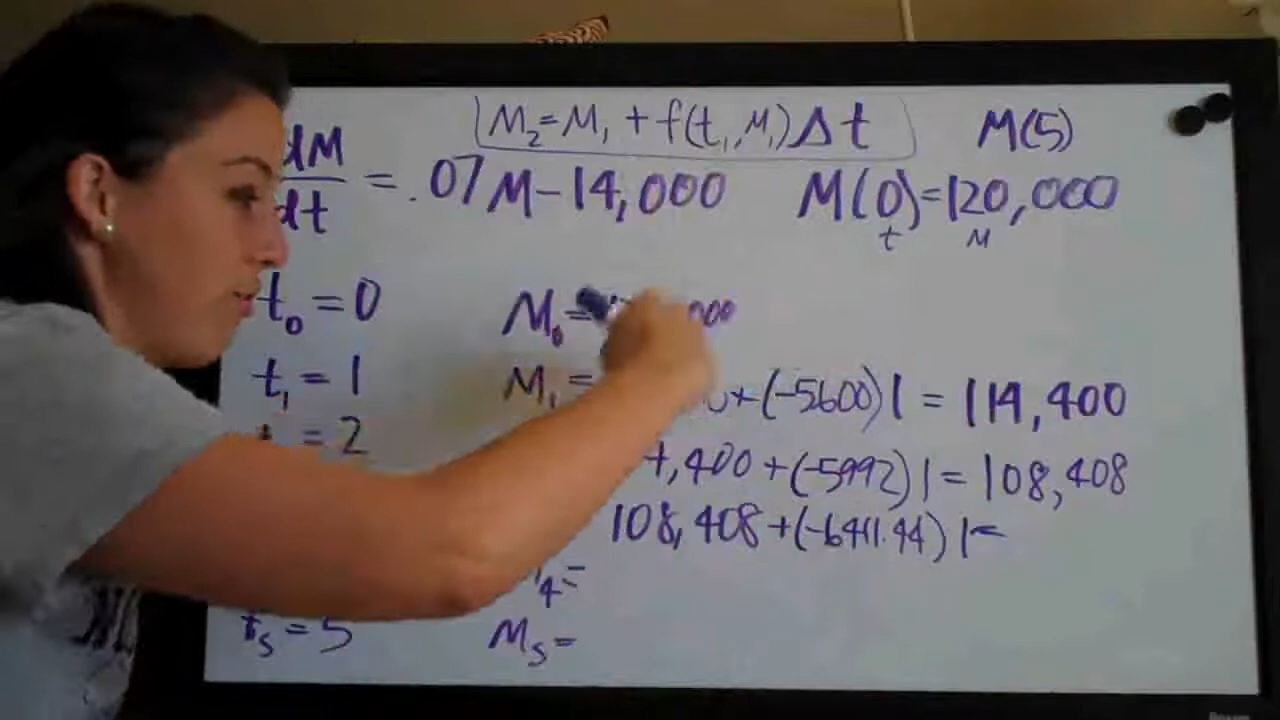 M₂=M₁ + f(t₁,M₁)Δt
M(5)
dM/dt = .07M-14,000
M(0)=120,000
t M
t₀ = 0
M₀=
000
t₁ = 1
M₁ =
+(-5600)1 = 114,400
= 2
,400+(-5992)1=108,408
108,408+(-6411.44)1=
4=
t₅ = 5
M₅=